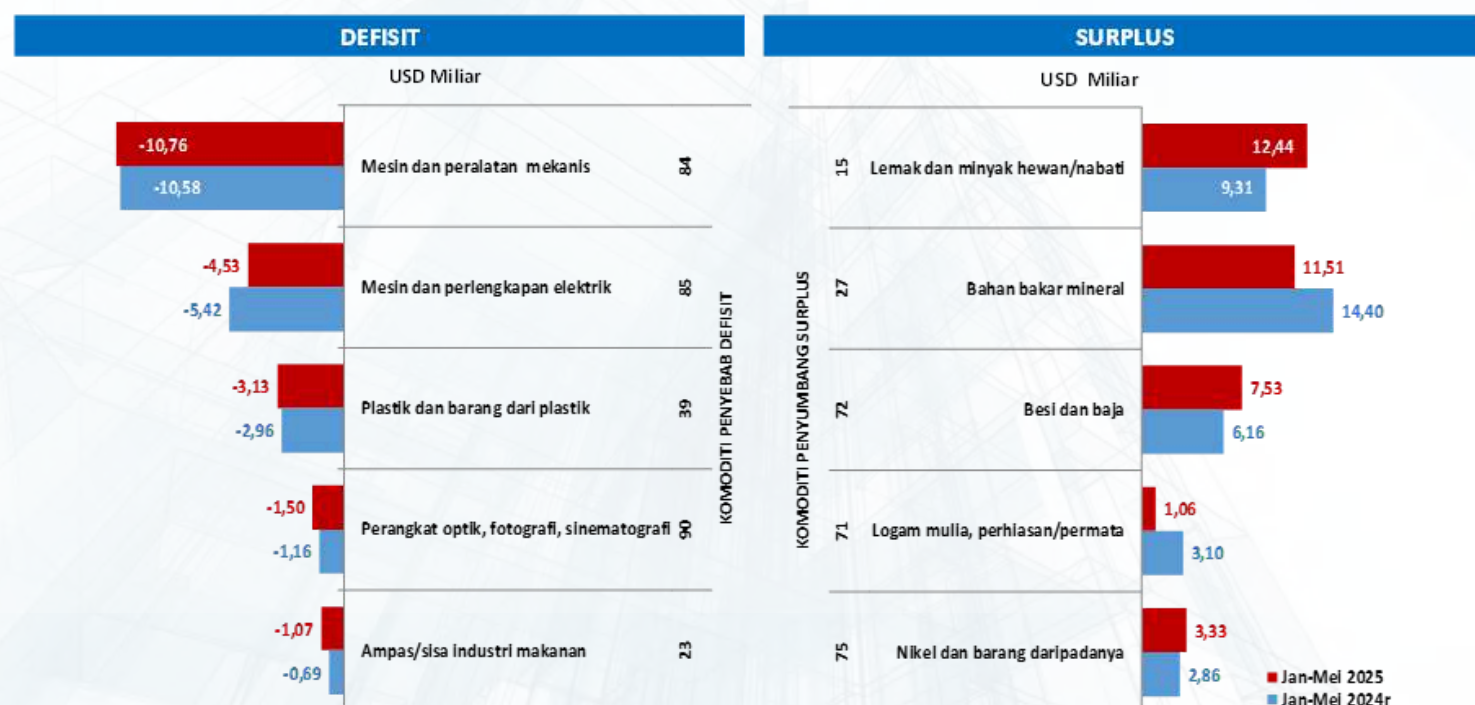 DEFISIT
USD Miliar
-10,76
-10,58
Mesin dan peralatan mekanis
84
-4,53
-5,42
Mesin dan perlengkapan elektrik
85
-3,13
-2,96
Plastik dan barang dari plastik
39
-1,50
-1,16
Perangkat optik, fotografi, sinematografi
90
-1,07
-0,69
Ampas/sisa industri makanan
23
KOMODITI PENYEBAB DEFISIT
SURPLUS
USD Miliar
KOMODITI PENYUMBANG SURPLUS
15
Lemak dan minyak hewan/nabati
12,44
9,31
27
Bahan bakar mineral
11,51
14,40
72
Besi dan baja
7,53
6,16
71
Logam mulia, perhiasan/permata
1,06
3,10
75
Nikel dan barang daripadanya
3,33
2,86
Jan-Mei 2025
Jan-Mei 2024r